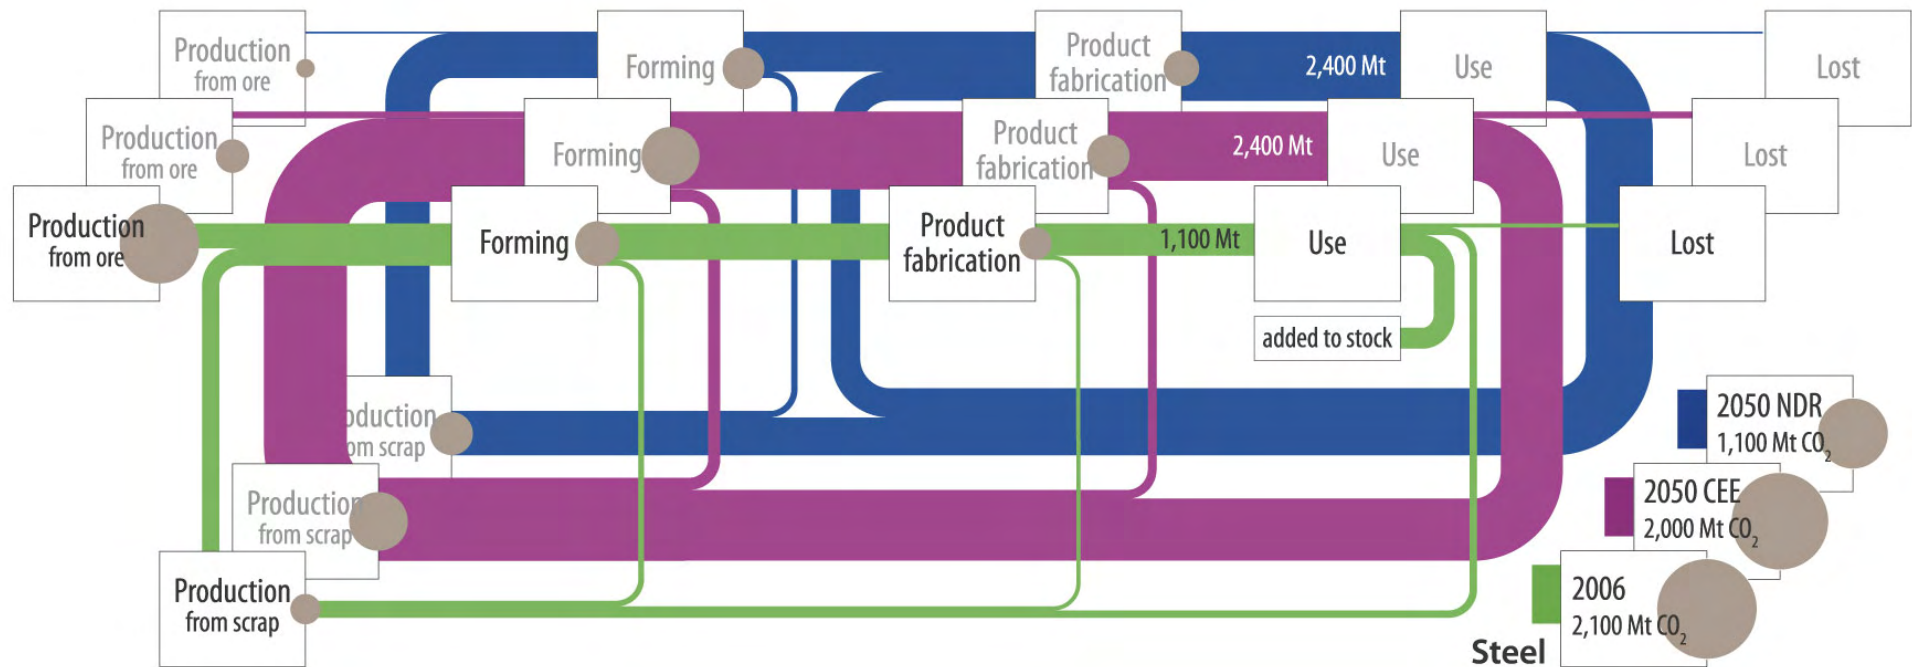 Production
from ore
Forming
Product
fabrication
2,400 Mt
Use
Lost
Production
from ore
Forming
Product
fabrication
2,400 Mt
Use
Lost
Production
from ore
Forming
Product
fabrication
1,100 Mt
Use
Lost
added to stock
oduction
om scrap
Production
from scrap
Production
from scrap
2050 NDR
1,100 Mt CO₂
2050 CEE
2,000 Mt CO₂
2006
2,100 Mt CO₂
Steel